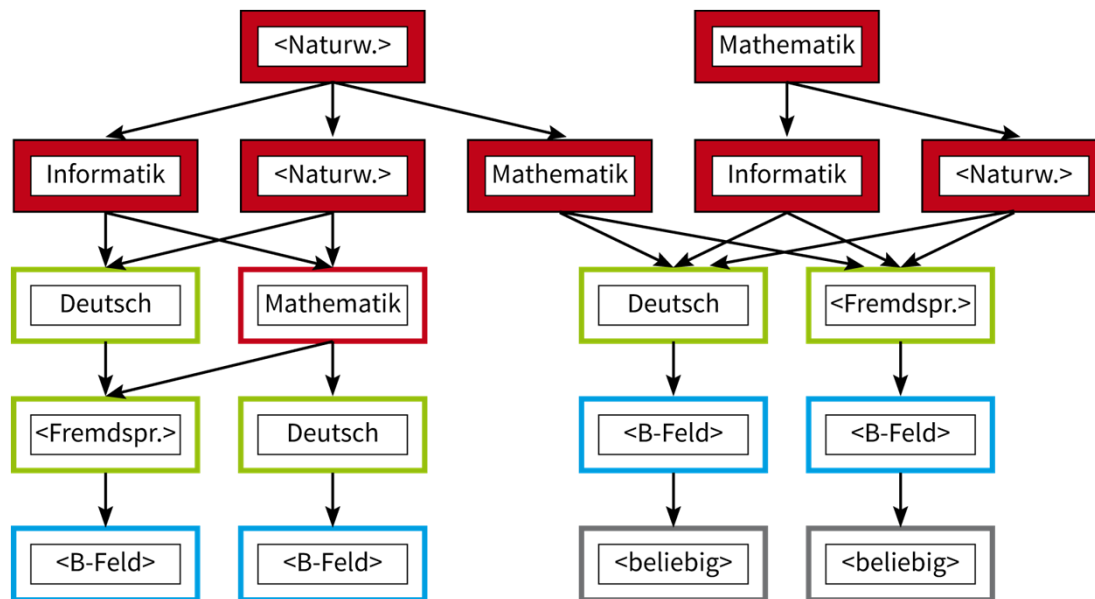 <Naturw.>
Mathematik
Informatik
<Naturw.>
Mathematik
Informatik
<Naturw.>
Deutsch
Mathematik
Deutsch
<Fremdspr.>
<Fremdspr.>
Deutsch
<B-Feld>
<B-Feld>
<B-Feld>
<B-Feld>
<beliebig>
<beliebig>